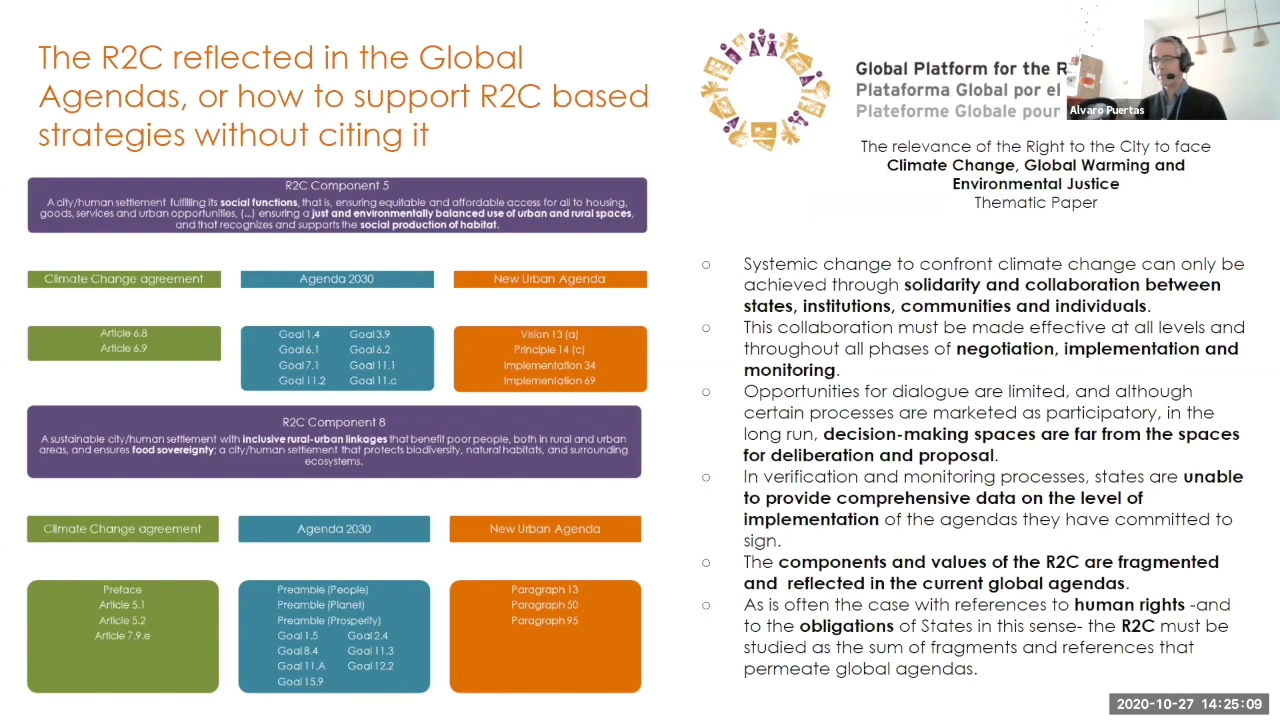 The R2C reflected in the Global
Agendas, or how to support R2C based
strategies without citing it
R2C Component 5
A city/human settlement fulfilling its social functions, that is, ensuring equitable and affordable access for all to housing,
goods, services and urban opportunities, (...) ensuring a just and environmentally balanced use of urban and rural spaces,
and that recognizes and supports the social production of habitat.
Climate Change agreement
Agenda 2030
New Urban Agenda
Article 6.8
Article 6.9
Goal 1.4 Goal 3.9
Goal 6.1 Goal 6.2
Goal 7.1 Goal 11.1
Goal 11.2 Goal 11.c
Vision 13 (a)
Principle 14 (c)
Implementation 34
Implementation 69
R2C Component 8
A sustainable city/human settlement with inclusive rural-urban linkages that benefit poor people, both in rural and urban
areas, and ensures food sovereignty; a city/human settlement that protects biodiversity, natural habitats, and surrounding
ecosystems.
Climate Change agreement
Agenda 2030
New Urban Agenda
Preface
Article 5.1
Article 5.2
Article 7.9.e
Preamble (People)
Preamble (Planet)
Preamble (Prosperity)
Goal 1.5 Goal 2.4
Goal 8.4 Goal 11.3
Goal 11.A Goal 12.2
Goal 15.9
Paragraph 13
Paragraph 50
Paragraph 95
Global Platform for the R
Plataforma Global por el
Plateforme Globale pour
Alvaro Puertas
The relevance of the Right to the City to face
Climate Change, Global Warming and
Environmental Justice
Thematic Paper
○ Systemic change to confront climate change can only be
achieved through solidarity and collaboration between
states, institutions, communities and individuals.
○ This collaboration must be made effective at all levels and
throughout all phases of negotiation, implementation and
monitoring.
○ Opportunities for dialogue are limited, and although
certain processes are marketed as participatory, in the
long run, decision-making spaces are far from the spaces
for deliberation and proposal.
○ In verification and monitoring processes, states are unable
to provide comprehensive data on the level of
implementation of the agendas they have committed to
sign.
○ The components and values of the R2C are fragmented
and reflected in the current global agendas.
○ As is often the case with references to human rights -and
to the obligations of States in this sense- the R2C must be
studied as the sum of fragments and references that
permeate global agendas.
2020-10-27 14:25:09